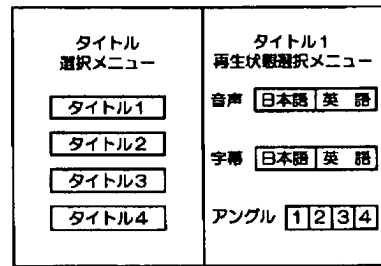 タイトル
選択メニュー
タイトル1
タイトル2
タイトル3
タイトル4
タイトル1
再生状態選択メニュー
音声 日本語 英 語
字幕 日本語 英 語
アングル 1 2 3 4